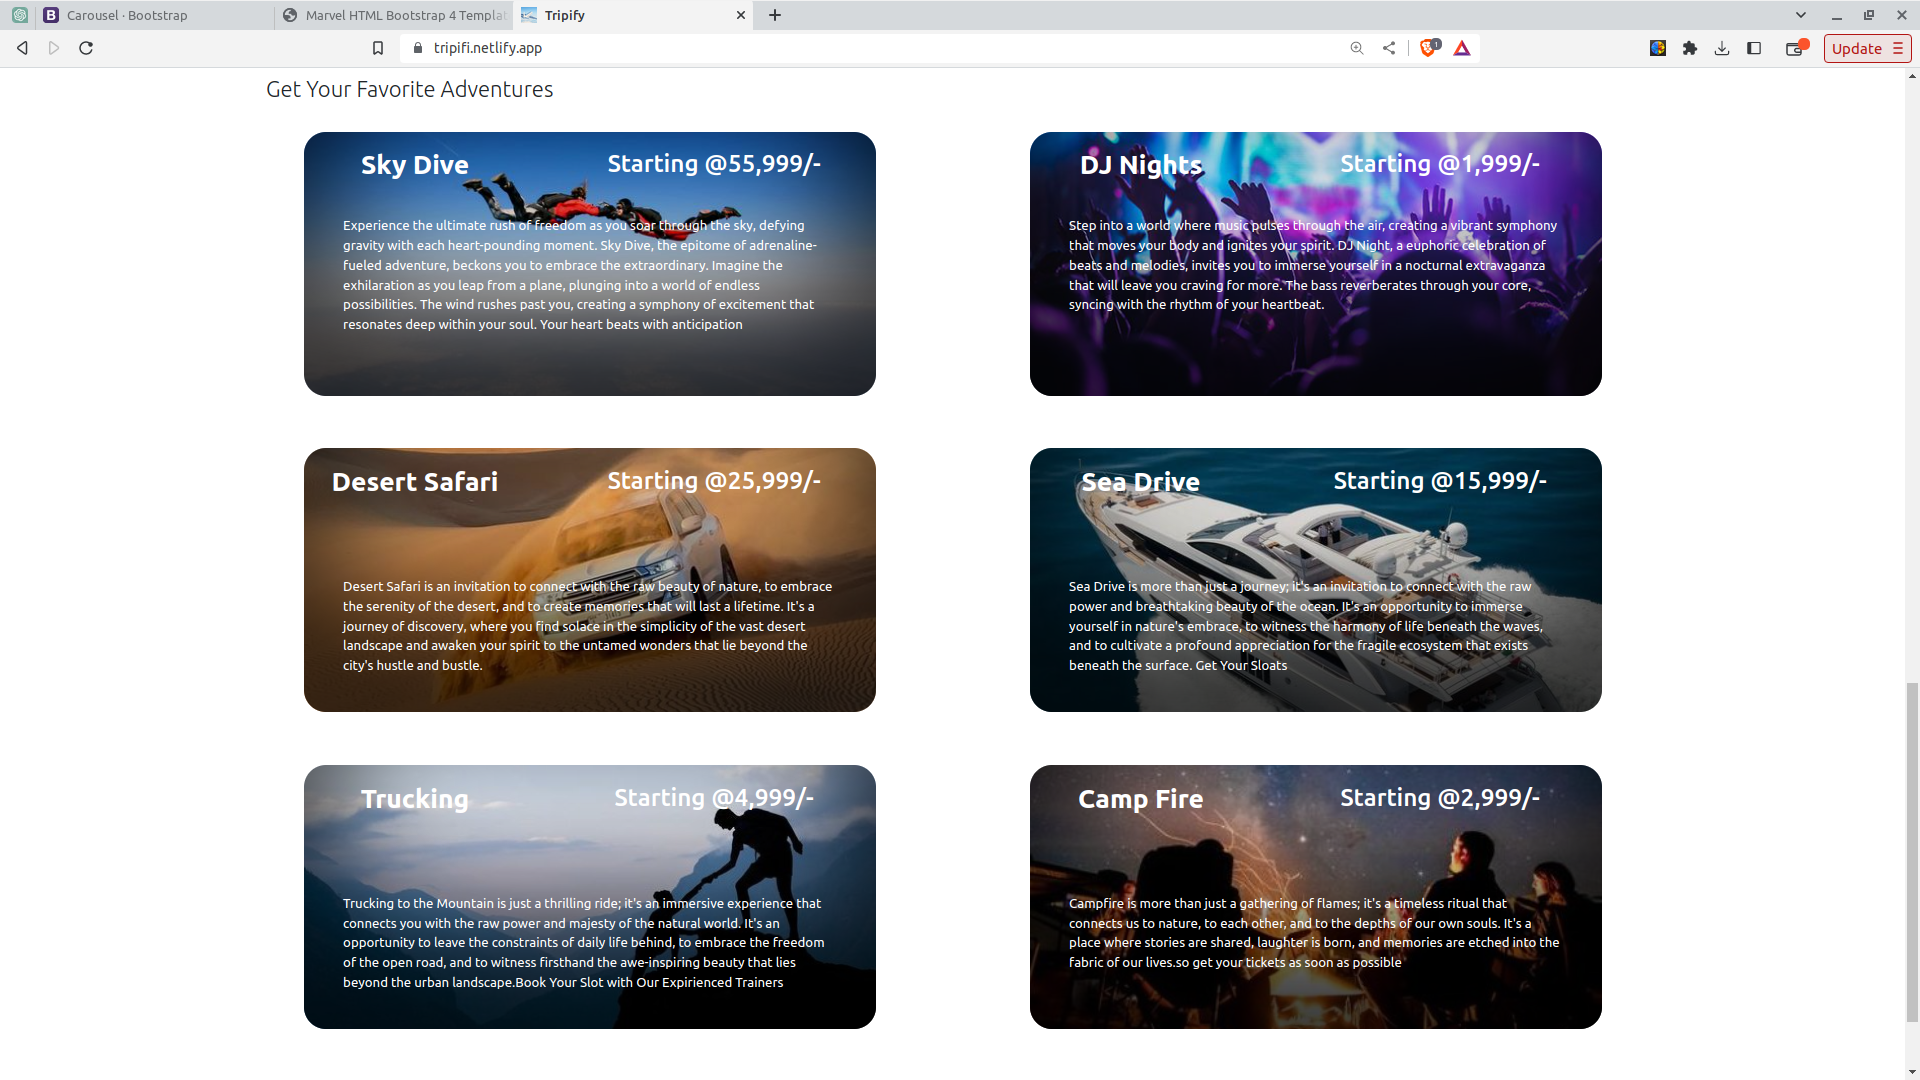 Carousel · Bootstrap
Marvel HTML Bootstrap 4 Templat
Tripify
tripifi.netlify.app
1
Update
Get Your Favorite Adventures
Sky Dive
Starting @55,999/-
Experience the ultimate rush of freedom as you soar through the sky, defying
gravity with each heart-pounding moment. Sky Dive, the epitome of adrenaline-
fueled adventure, beckons you to embrace the extraordinary. Imagine the
exhilaration as you leap from a plane, plunging into a world of endless
possibilities. The wind rushes past you, creating a symphony of excitement that
resonates deep within your soul. Your heart beats with anticipation
DJ Nights
Starting @1,999/-
Step into a world where music pulses through the air, creating a vibrant symphony
that moves your body and ignites your spirit. DJ Night, a euphoric celebration of
beats and melodies, invites you to immerse yourself in a nocturnal extravaganza
that will leave you craving for more. The bass reverberates through your core,
syncing with the rhythm of your heartbeat.
Desert Safari
Starting @25,999/-
Desert Safari is an invitation to connect with the raw beauty of nature, to embrace
the serenity of the desert, and to create memories that will last a lifetime. It's a
journey of discovery, where you find solace in the simplicity of the vast desert
landscape and awaken your spirit to the untamed wonders that lie beyond the
city's hustle and bustle.
Sea Drive
Starting @15,999/-
Sea Drive is more than just a journey; it's an invitation to connect with the raw
power and breathtaking beauty of the ocean. It's an opportunity to immerse
yourself in nature's embrace, to witness the harmony of life beneath the waves,
and to cultivate a profound appreciation for the fragile ecosystem that exists
beneath the surface. Get Your Sloats
Trucking
Starting @4,999/-
Trucking to the Mountain is just a thrilling ride; it's an immersive experience that
connects you with the raw power and majesty of the natural world. It's an
opportunity to leave the constraints of daily life behind, to embrace the freedom
of the open road, and to witness firsthand the awe-inspiring beauty that lies
beyond the urban landscape.Book Your Slot with Our Expirienced Trainers
Camp Fire
Starting @2,999/-
Campfire is more than just a gathering of flames; it's a timeless ritual that
connects us to nature, to each other, and to the depths of our own souls. It's a
place where stories are shared, laughter is born, and memories are etched into the
fabric of our lives.so get your tickets as soon as possible